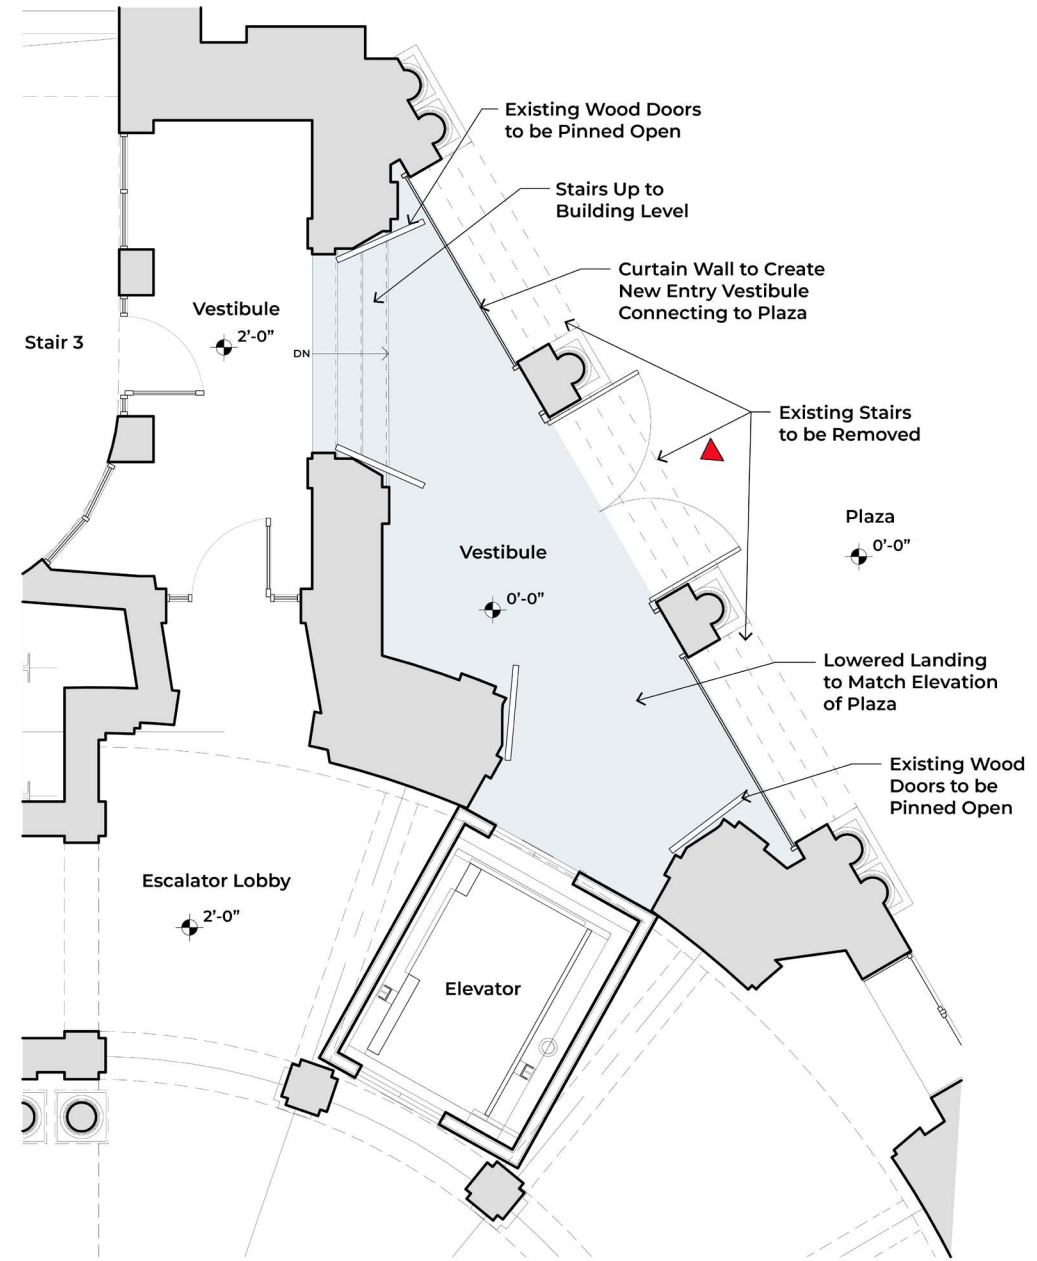 Existing Wood Doors
to be Pinned Open
Stairs Up to
Building Level
Curtain Wall to Create
New Entry Vestibule
Connecting to Plaza
Vestibule
2’-0”
Stair 3
DN
Existing Stairs
to be Removed
Plaza
0’-0”
Vestibule
0’-0”
Lowered Landing
to Match Elevation
of Plaza
Existing Wood
Doors to be
Pinned Open
Escalator Lobby
2’-0”
Elevator